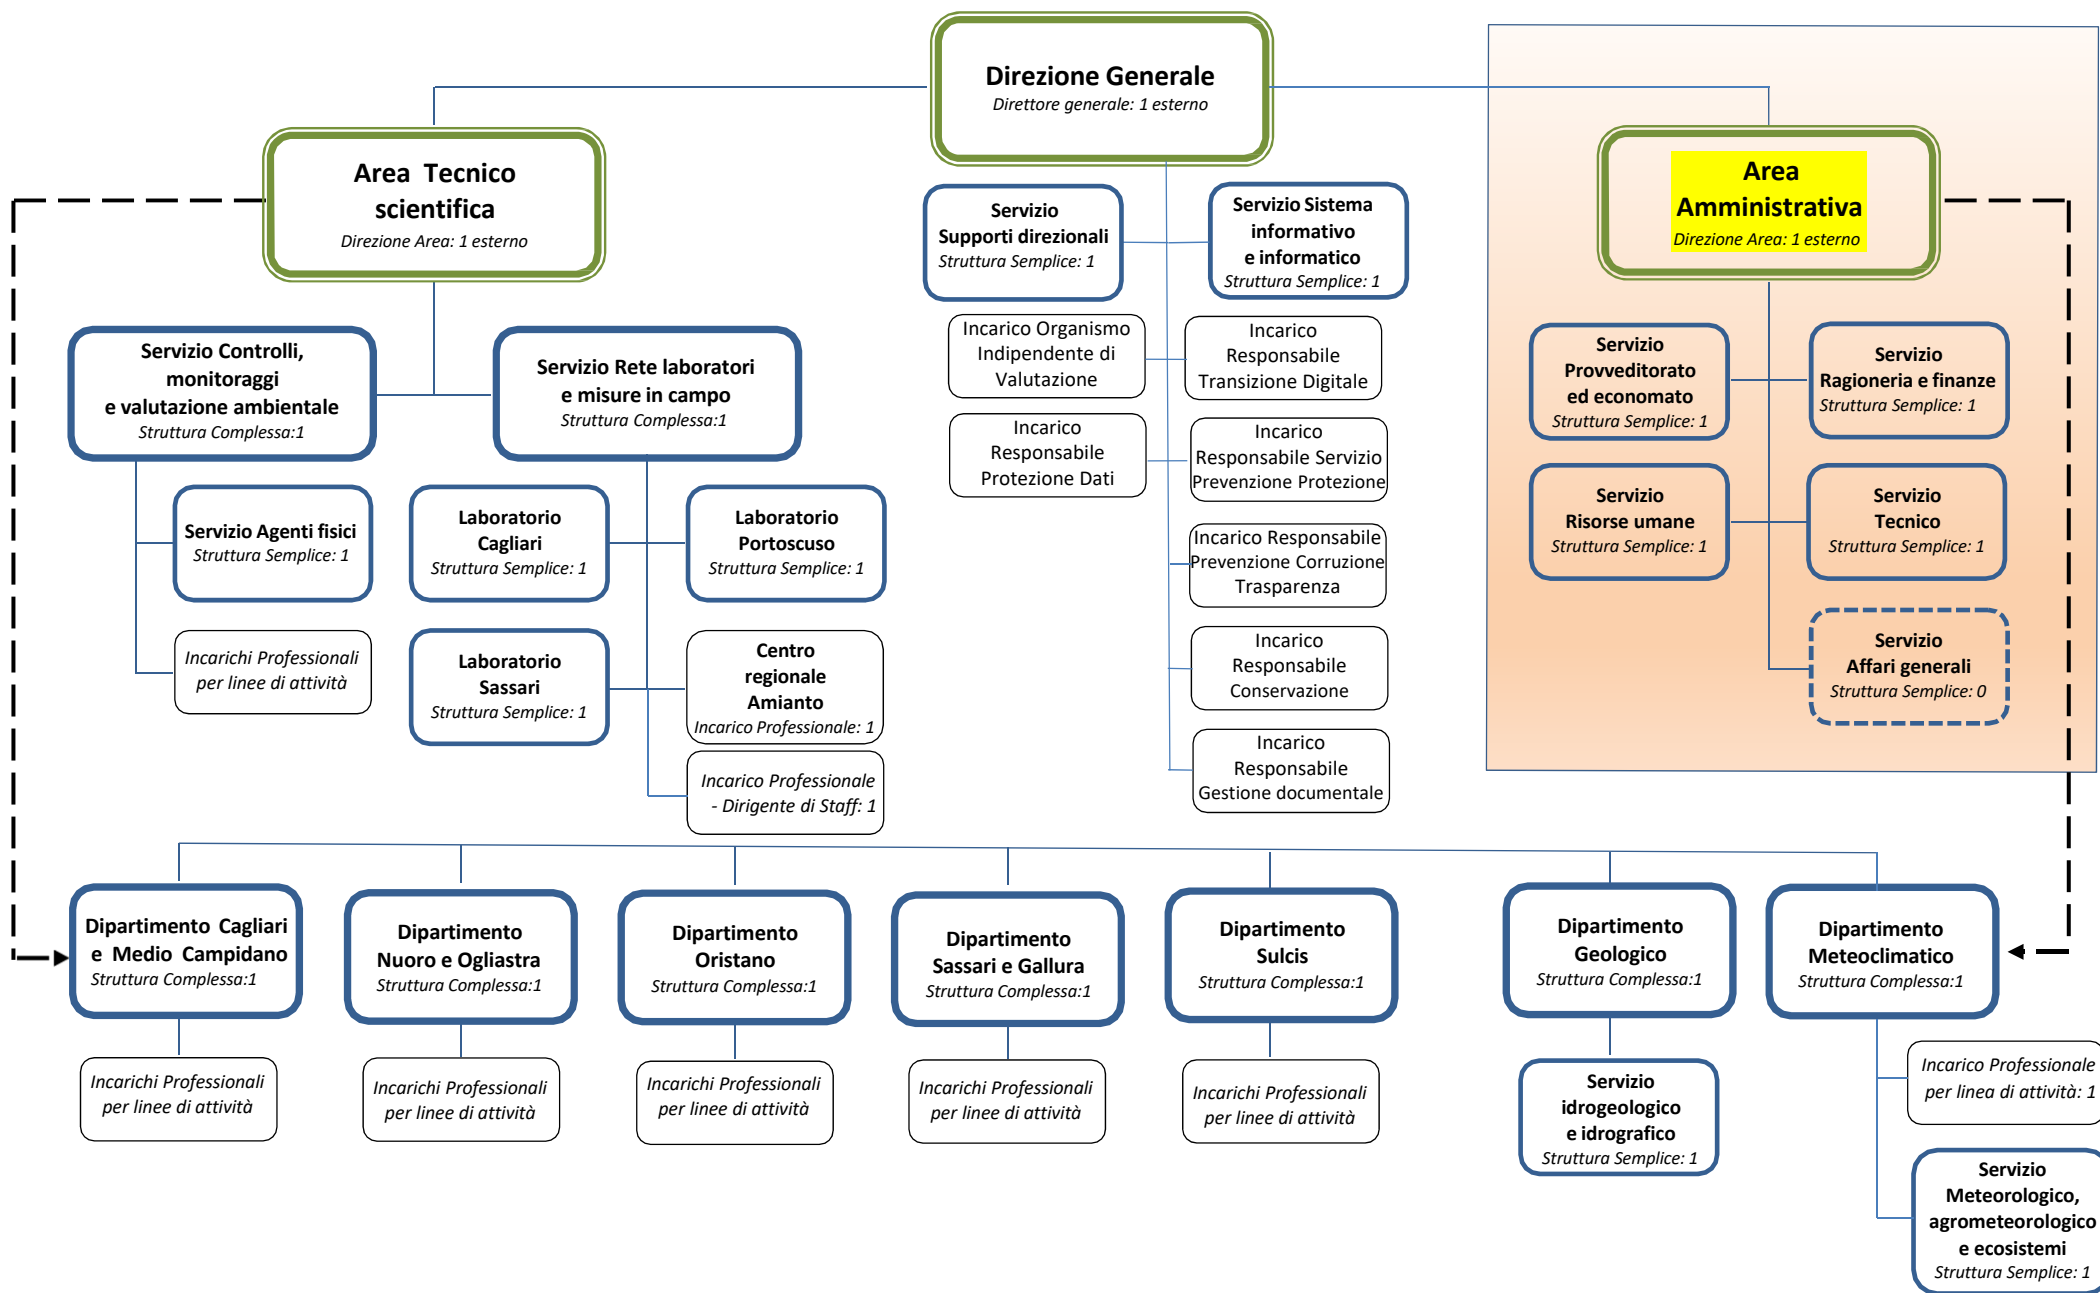 Direzione Generale
Direttore generale: 1 esterno
Area Tecnico
scientifica
Direzione Area: 1 esterno
Area
Amministrativa
Direzione Area: 1 esterno
Servizio
Supporti direzionali
Struttura Semplice: 1
Servizio Sistema
informativo
e informatico
Struttura Semplice: 1
Incarico Organismo
Indipendente di
Valutazione
Incarico
Responsabile
Transizione Digitale
Incarico
Responsabile
Protezione Dati
Incarico
Responsabile Servizio
Prevenzione Protezione
Incarico Responsabile
Prevenzione Corruzione
Trasparenza
Incarico
Responsabile
Conservazione
Incarico
Responsabile
Gestione documentale
Servizio Controlli,
monitoraggi
e valutazione ambientale
Struttura Complessa:1
Servizio Rete laboratori
e misure in campo
Struttura Complessa:1
Servizio Agenti fisici
Struttura Semplice: 1
Incarichi Professionali
per linee di attività
Laboratorio
Cagliari
Struttura Semplice: 1
Laboratorio
Portoscuso
Struttura Semplice: 1
Laboratorio
Sassari
Struttura Semplice: 1
Centro
regionale
Amianto
Incarico Professionale: 1
Incarico Professionale
- Dirigente di Staff: 1
Servizio
Provveditorato
ed economato
Struttura Semplice: 1
Servizio
Ragioneria e finanze
Struttura Semplice: 1
Servizio
Risorse umane
Struttura Semplice: 1
Servizio
Tecnico
Struttura Semplice: 1
Servizio
Affari generali
Struttura Semplice: 0
Dipartimento Cagliari
e Medio Campidano
Struttura Complessa:1
Dipartimento
Nuoro e Ogliastra
Struttura Complessa:1
Dipartimento
Oristano
Struttura Complessa:1
Dipartimento
Sassari e Gallura
Struttura Complessa:1
Dipartimento
Sulcis
Struttura Complessa:1
Dipartimento
Geologico
Struttura Complessa:1
Dipartimento
Meteoclimatico
Struttura Complessa:1
Incarichi Professionali
per linee di attività
Incarichi Professionali
per linee di attività
Incarichi Professionali
per linee di attività
Incarichi Professionali
per linee di attività
Incarichi Professionali
per linee di attività
Servizio
idrogeologico
e idrografico
Struttura Semplice: 1
Incarico Professionale
per linea di attività: 1
Servizio
Meteorologico,
agrometeorologico
e ecosistemi
Struttura Semplice: 1